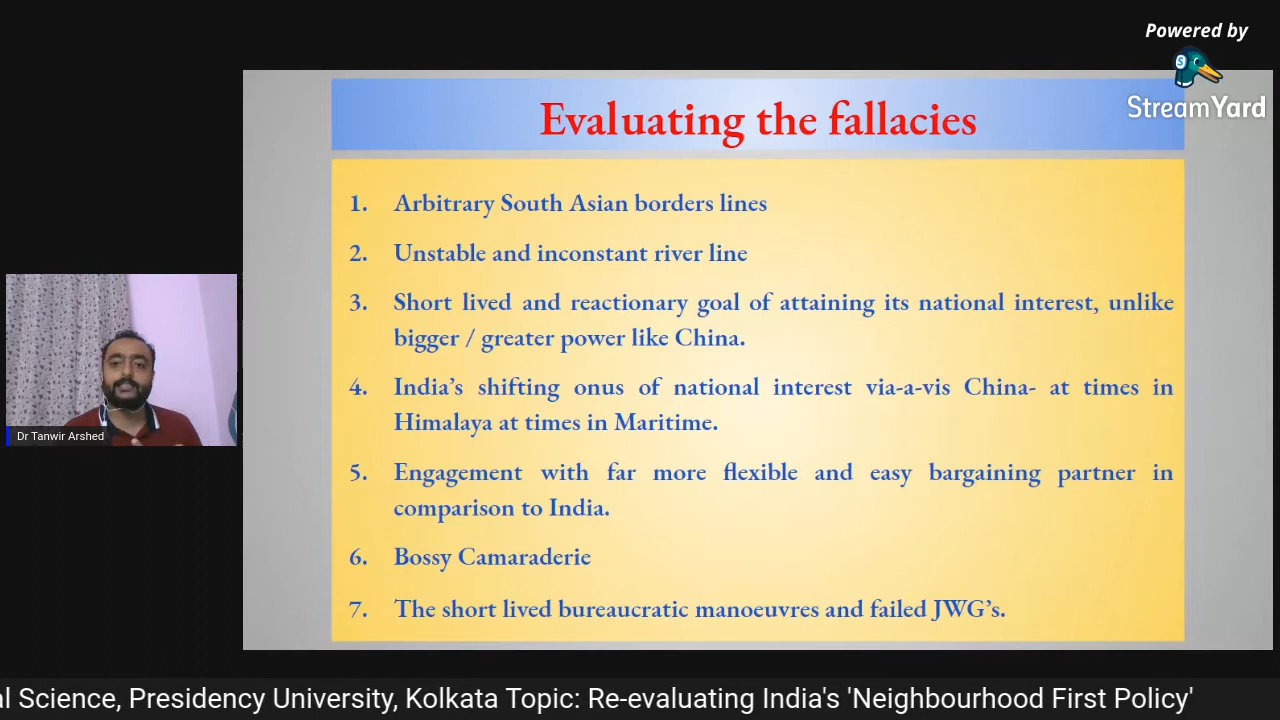 Powered by
StreamYard
Evaluating the fallacies
1. Arbitrary South Asian borders lines
2. Unstable and inconstant river line
3. Short lived and reactionary goal of attaining its national interest, unlike
bigger / greater power like China.
4. India's shifting onus of national interest via-a-vis China- at times in
Himalaya at times in Maritime.
5. Engagement with far more flexible and easy bargaining partner in
comparison to India.
6. Bossy Camaraderie
7. The short lived bureaucratic manoeuvres and failed JWG's.
Dr Tanwir Arshed
al Science, Presidency University, Kolkata Topic: Re-evaluating India's 'Neighbourhood First Policy'